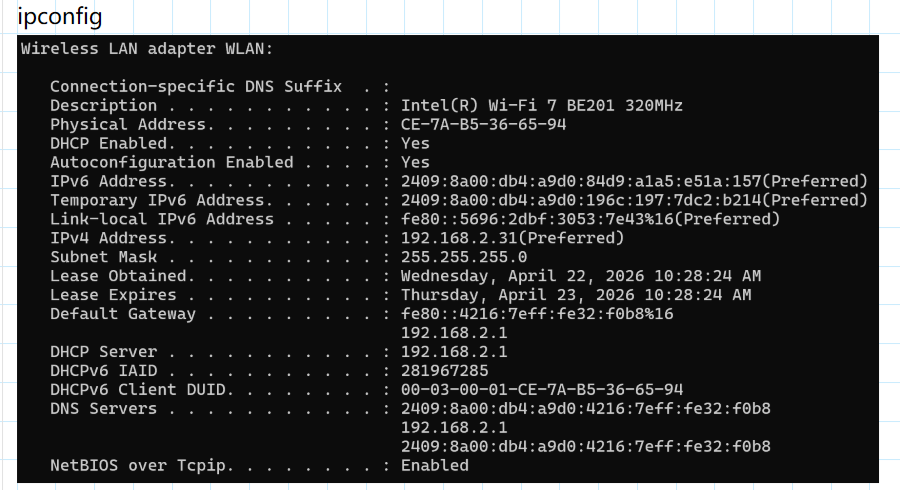 ipconfig
Wireless LAN adapter WLAN:
Connection-specific DNS Suffix  . :
Description . . . . . . . . . . . : Intel(R) Wi-Fi 7 BE201 320MHz
Physical Address. . . . . . . . . : CE-7A-B5-36-65-94
DHCP Enabled. . . . . . . . . . . : Yes
Autoconfiguration Enabled . . . . : Yes
IPv6 Address. . . . . . . . . . . : 2409:8a00:db4:a9d0:84d9:a1a5:e51a:157(Preferred)
Temporary IPv6 Address. . . . . . : 2409:8a00:db4:a9d0:196c:197:7dc2:b214(Preferred)
Link-local IPv6 Address . . . . . : fe80::5696:2dbf:3053:7e43%16(Preferred)
IPv4 Address. . . . . . . . . . . : 192.168.2.31(Preferred)
Subnet Mask . . . . . . . . . . . : 255.255.255.0
Lease Obtained. . . . . . . . . . : Wednesday, April 22, 2026 10:28:24 AM
Lease Expires . . . . . . . . . . : Thursday, April 23, 2026 10:28:24 AM
Default Gateway . . . . . . . . . : fe80::4216:7eff:fe32:f0b8%16
192.168.2.1
DHCP Server . . . . . . . . . . . : 192.168.2.1
DHCPv6 IAID . . . . . . . . . . . : 281967285
DHCPv6 Client DUID. . . . . . . . : 00-03-00-01-CE-7A-B5-36-65-94
DNS Servers . . . . . . . . . . . : 2409:8a00:db4:a9d0:4216:7eff:fe32:f0b8
192.168.2.1
2409:8a00:db4:a9d0:4216:7eff:fe32:f0b8
NetBIOS over Tcpip. . . . . . . . : Enabled